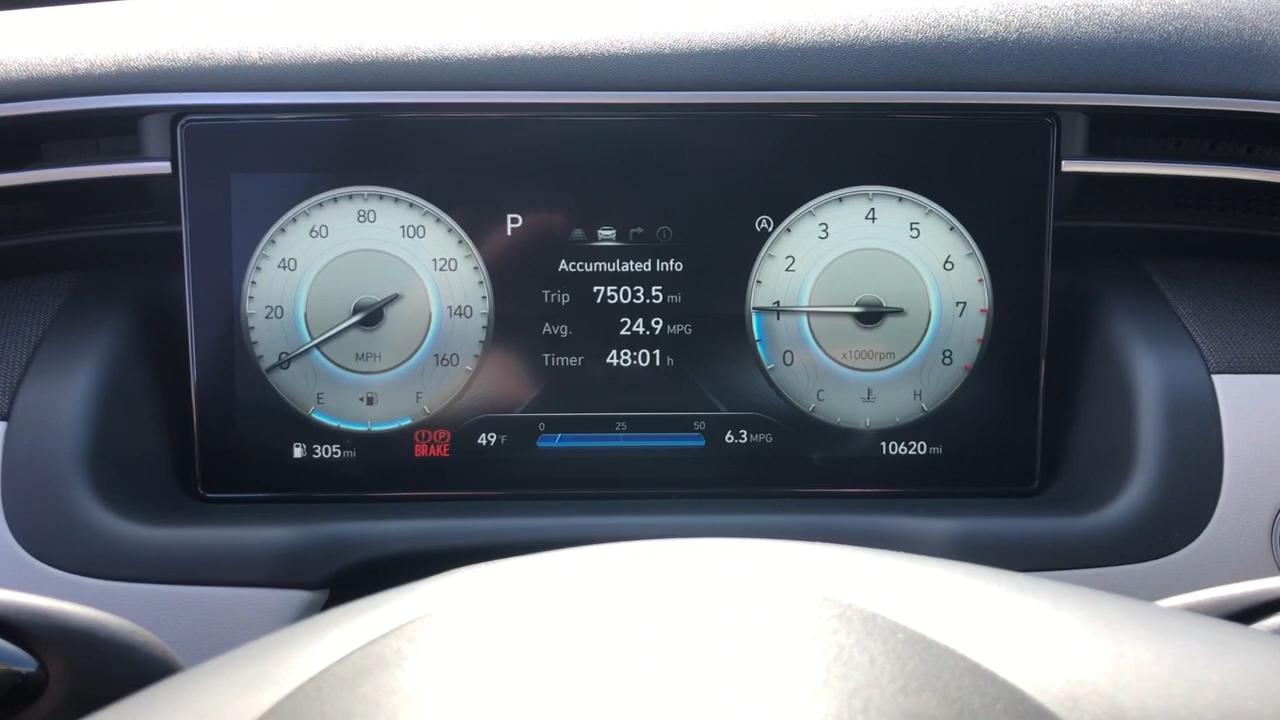 80
60 100
40 120
20 140
0 160
MPH
E F
305 mi
P
Accumulated Info
Trip 7503.5 mi
Avg. 24.9 MPG
Timer 48:01 h
(!) (P)
BRAKE
49°F
0 25 50
6.3 MPG
(A)
4
3 5
2 6
1 7
0 8
x1000rpm
C H
10620 mi